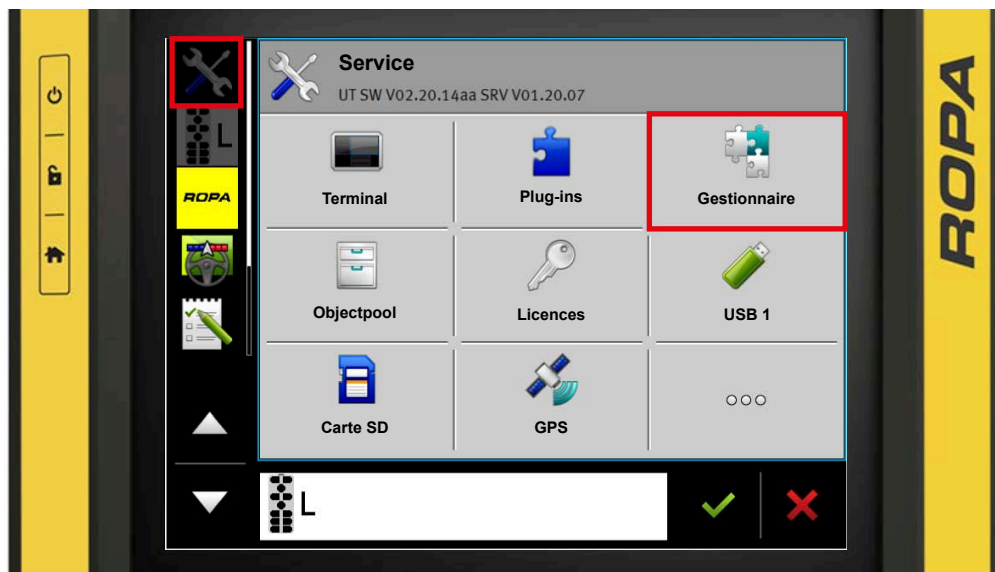 Service
UT SW V02.20.14aa SRV V01.20.07
L
ROPA
Terminal
Plug-ins
Gestionnaire
Objectpool
Licences
USB 1
Carte SD
GPS
L
ROPA